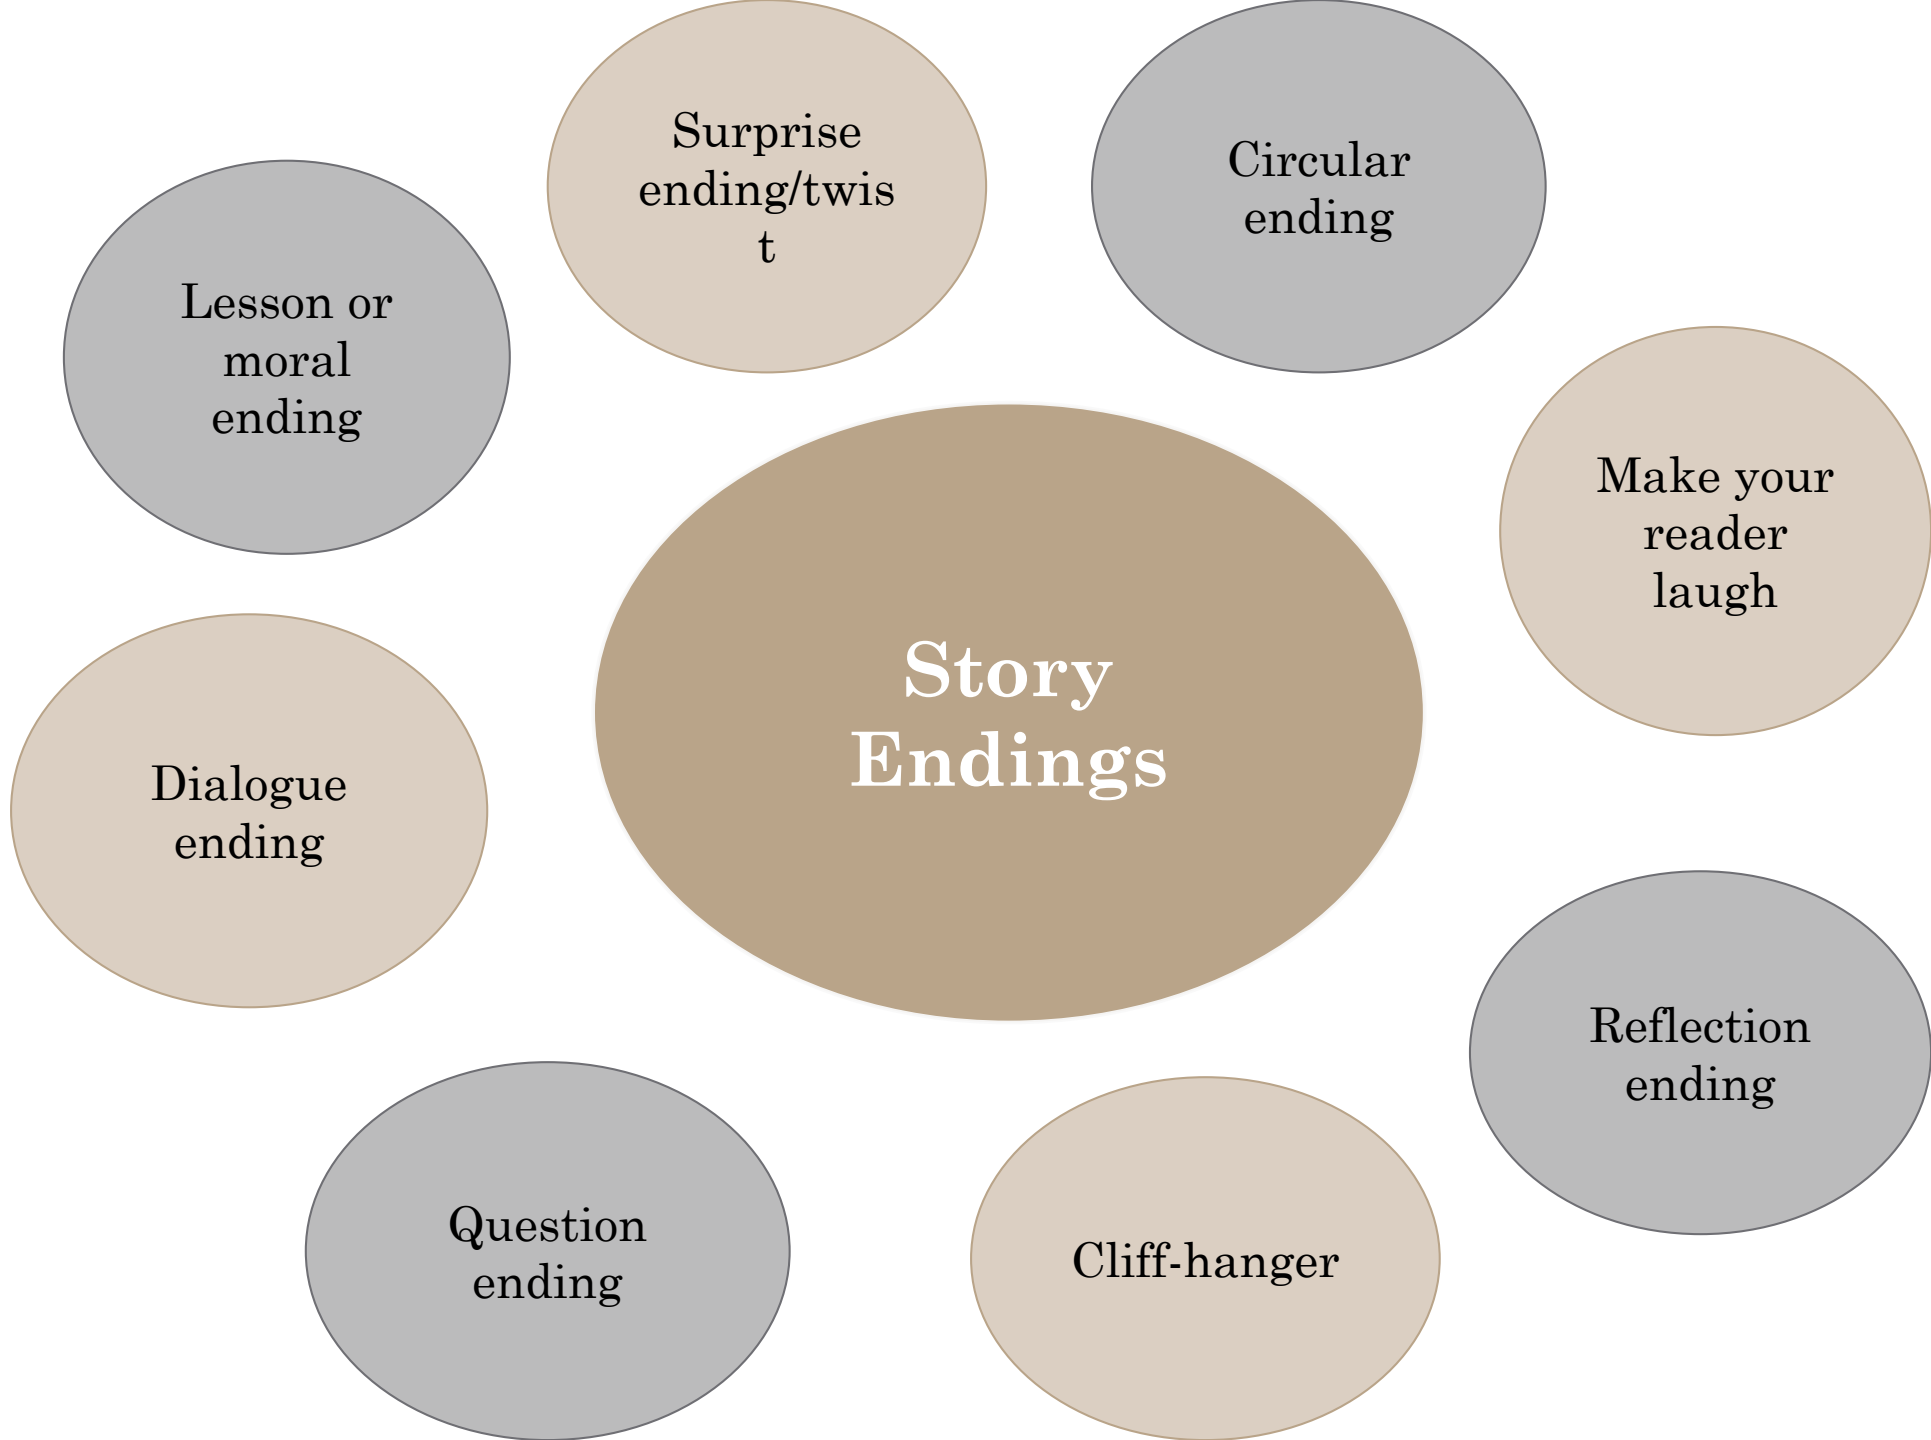 Surprise
ending/twis
t
Circular
ending
Lesson or
moral
ending
Make your
reader
laugh
Story
Endings
Dialogue
ending
Reflection
ending
Question
ending
Cliff-hanger